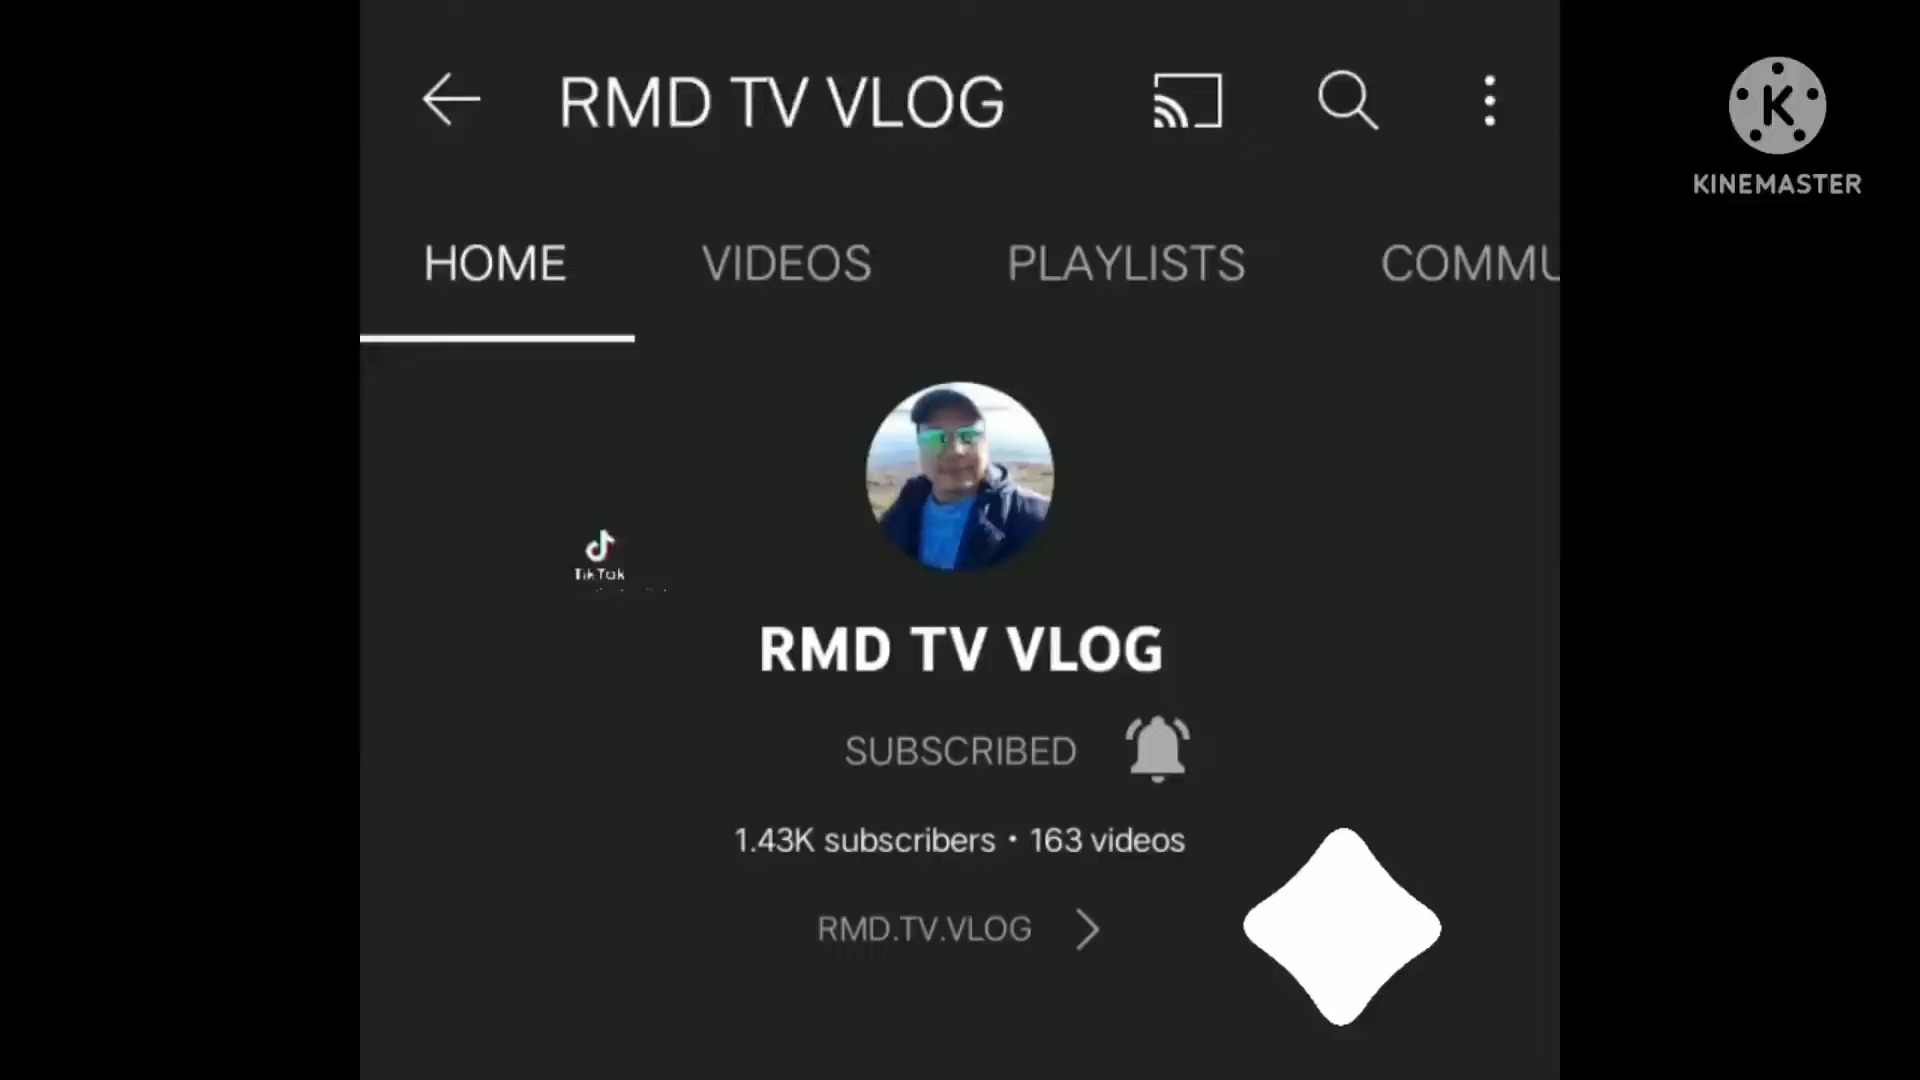 RMD TV VLOG
K
KINEMASTER
HOME VIDEOS PLAYLISTS COMMU
TikTok
RMD TV VLOG
SUBSCRIBED
1.43K subscribers • 163 videos
RMD.TV.VLOG